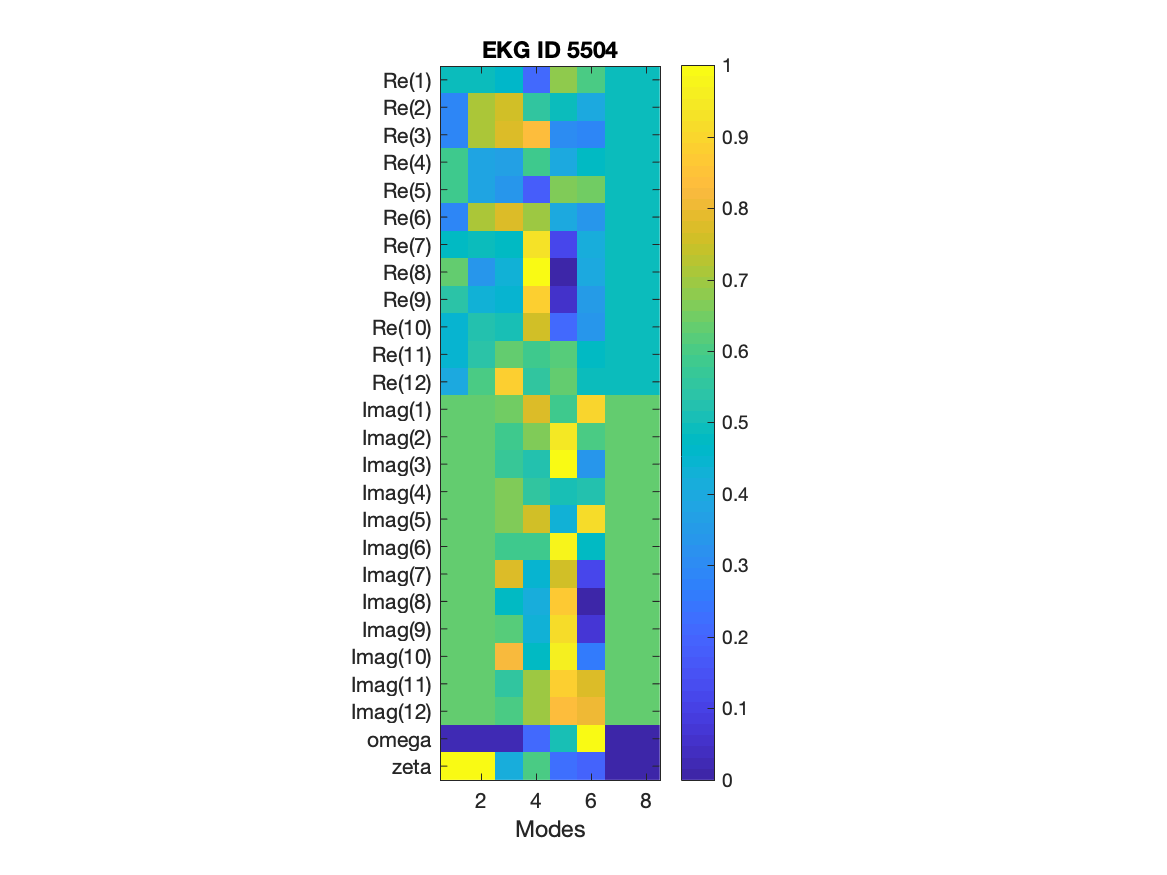 EKG ID 5504
Re(1)
Re(2)
Re(3)
Re(4)
Re(5)
Re(6)
Re(7)
Re(8)
Re(9)
Re(10)
Re(11)
Re(12)
Imag(1)
Imag(2)
Imag(3)
Imag(4)
Imag(5)
Imag(6)
Imag(7)
Imag(8)
Imag(9)
Imag(10)
Imag(11)
Imag(12)
omega
zeta
2 4 6 8
Modes
1
0.9
0.8
0.7
0.6
0.5
0.4
0.3
0.2
0.1
0